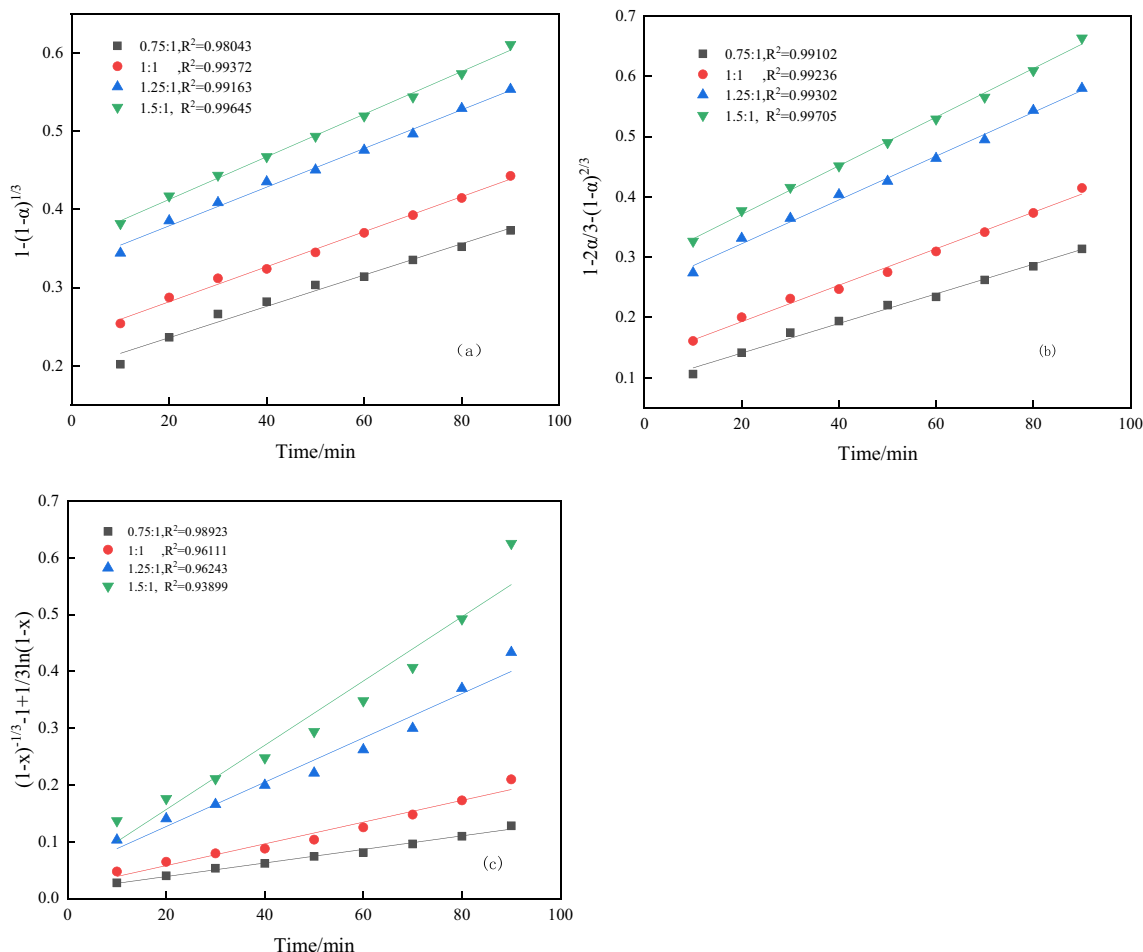 0.75:1,R²=0.98043
1:1 ,R²=0.99372
1.25:1,R²=0.99163
1.5:1, R²=0.99645
0.6
0.5
0.4
0.3
0.2
1-(1-α)^1/3
(a)
0 20 40 60 80 100
Time/min
0.75:1,R²=0.99102
1:1 ,R²=0.99236
1.25:1,R²=0.99302
1.5:1, R²=0.99705
0.7
0.6
0.5
0.4
0.3
0.2
0.1
1-2α/3-(1-α)^2/3
(b)
0 20 40 60 80 100
Time/min
0.75:1,R²=0.98923
1:1 ,R²=0.96111
1.25:1,R²=0.96243
1.5:1, R²=0.93899
0.7
0.6
0.5
0.4
0.3
0.2
0.1
0.0
(1-x)^-1/3-1+1/3ln(1-x)
(c)
0 20 40 60 80 100
Time/min